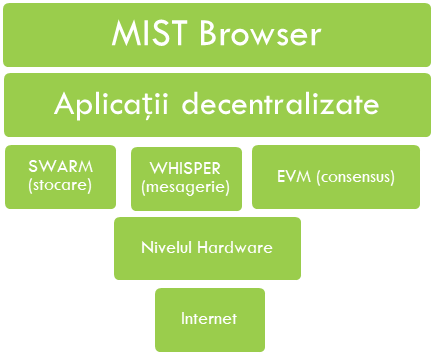 MIST Browser
Aplicații decentralizate
SWARM
(stocare)
WHISPER
(mesagerie)
EVM (consensus)
Nivelul Hardware
Internet